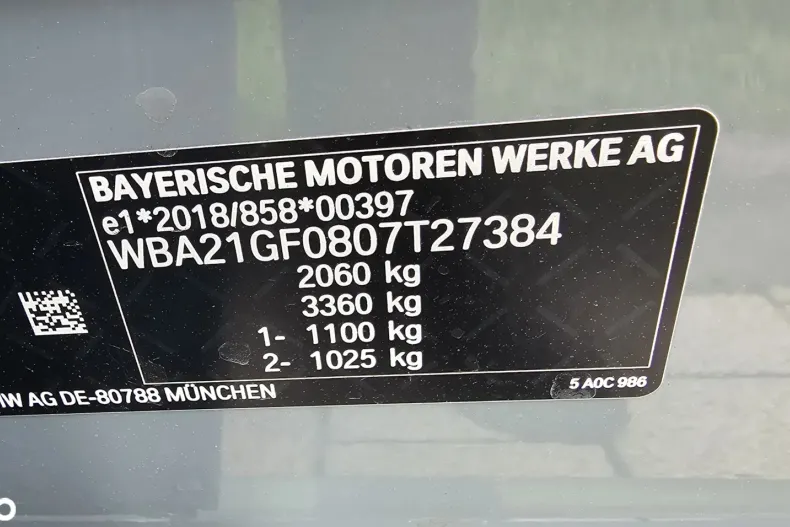 BAYERISCHE MOTOREN WERKE AG
e1*2018/858*00397
WBA21GF0807T27384
2060 kg
3360 kg
1- 1100 kg
2- 1025 kg
5 A0C 986
AG DE-80788 MÜNCHEN